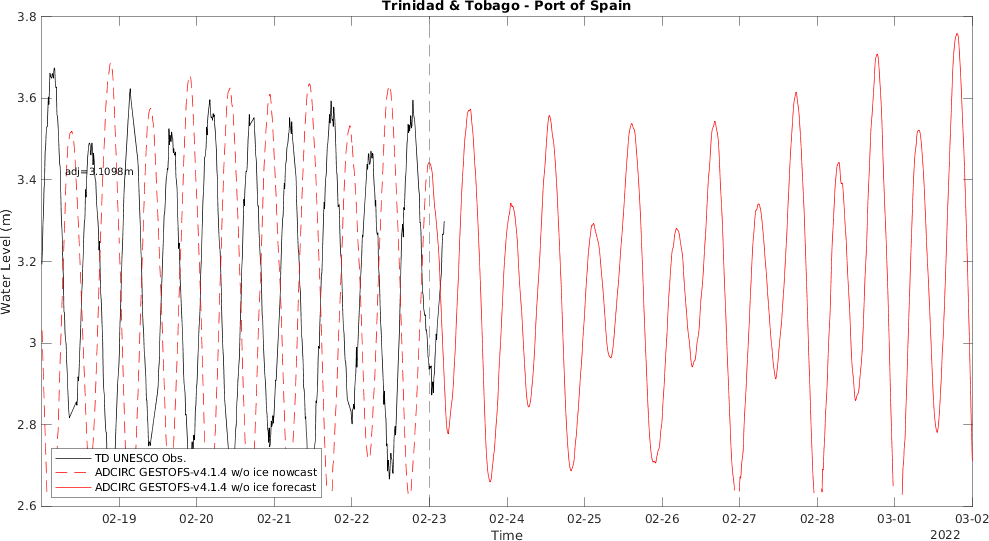 Trinidad & Tobago - Port of Spain
3.8
3.6
3.4
3.2
3
2.8
2.6
Water Level (m)
adj=3.1098m
TD UNESCO Obs.
ADCIRC GESTOFS-v4.1.4 w/o ice nowcast
ADCIRC GESTOFS-v4.1.4 w/o ice forecast
02-19 02-20 02-21 02-22 02-23 02-24 02-25 02-26 02-27 02-28 03-01 03-02
Time
2022